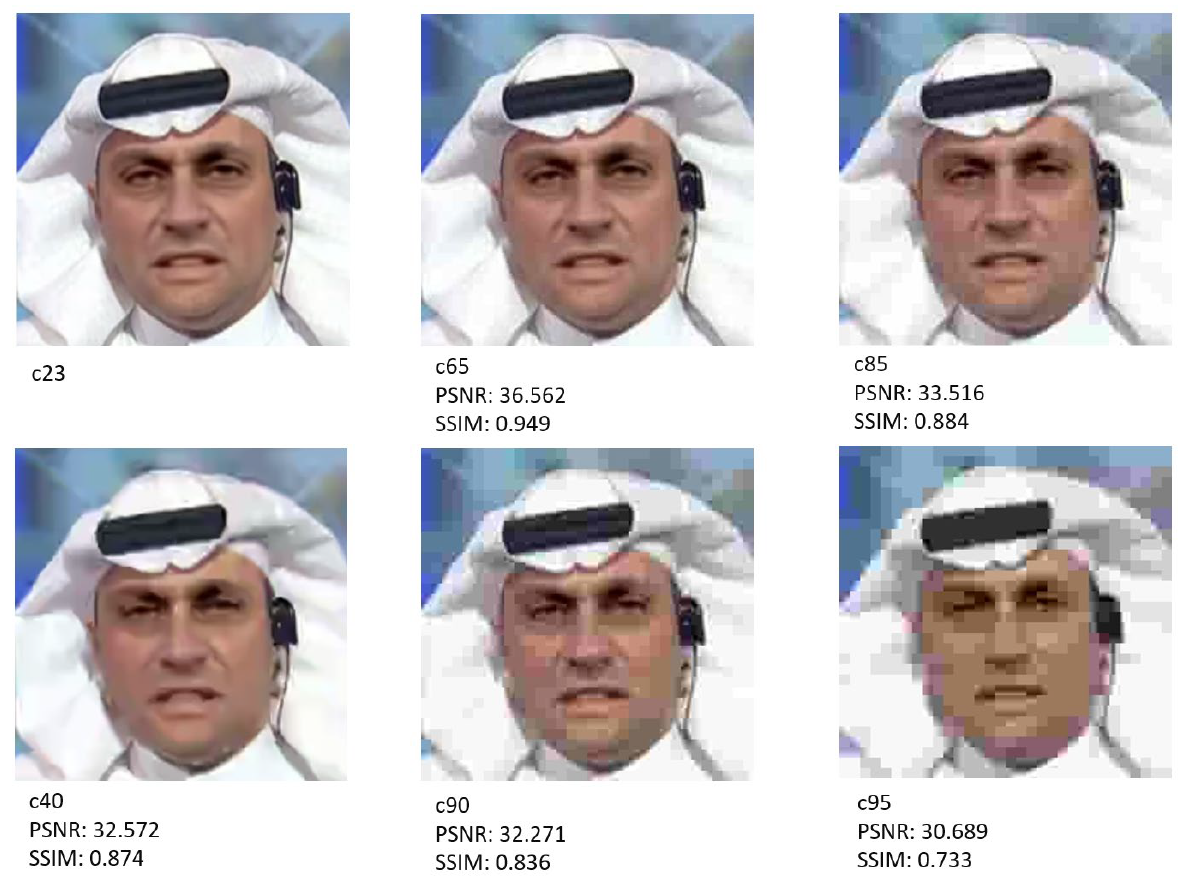 c23
c65
PSNR: 36.562
SSIM: 0.949
c85
PSNR: 33.516
SSIM: 0.884
c40
PSNR: 32.572
SSIM: 0.874
c90
PSNR: 32.271
SSIM: 0.836
c95
PSNR: 30.689
SSIM: 0.733